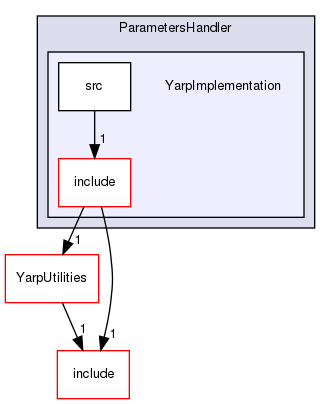 ParametersHandler
src
YarpImplementation
1
include
1
YarpUtilities
1
1
include